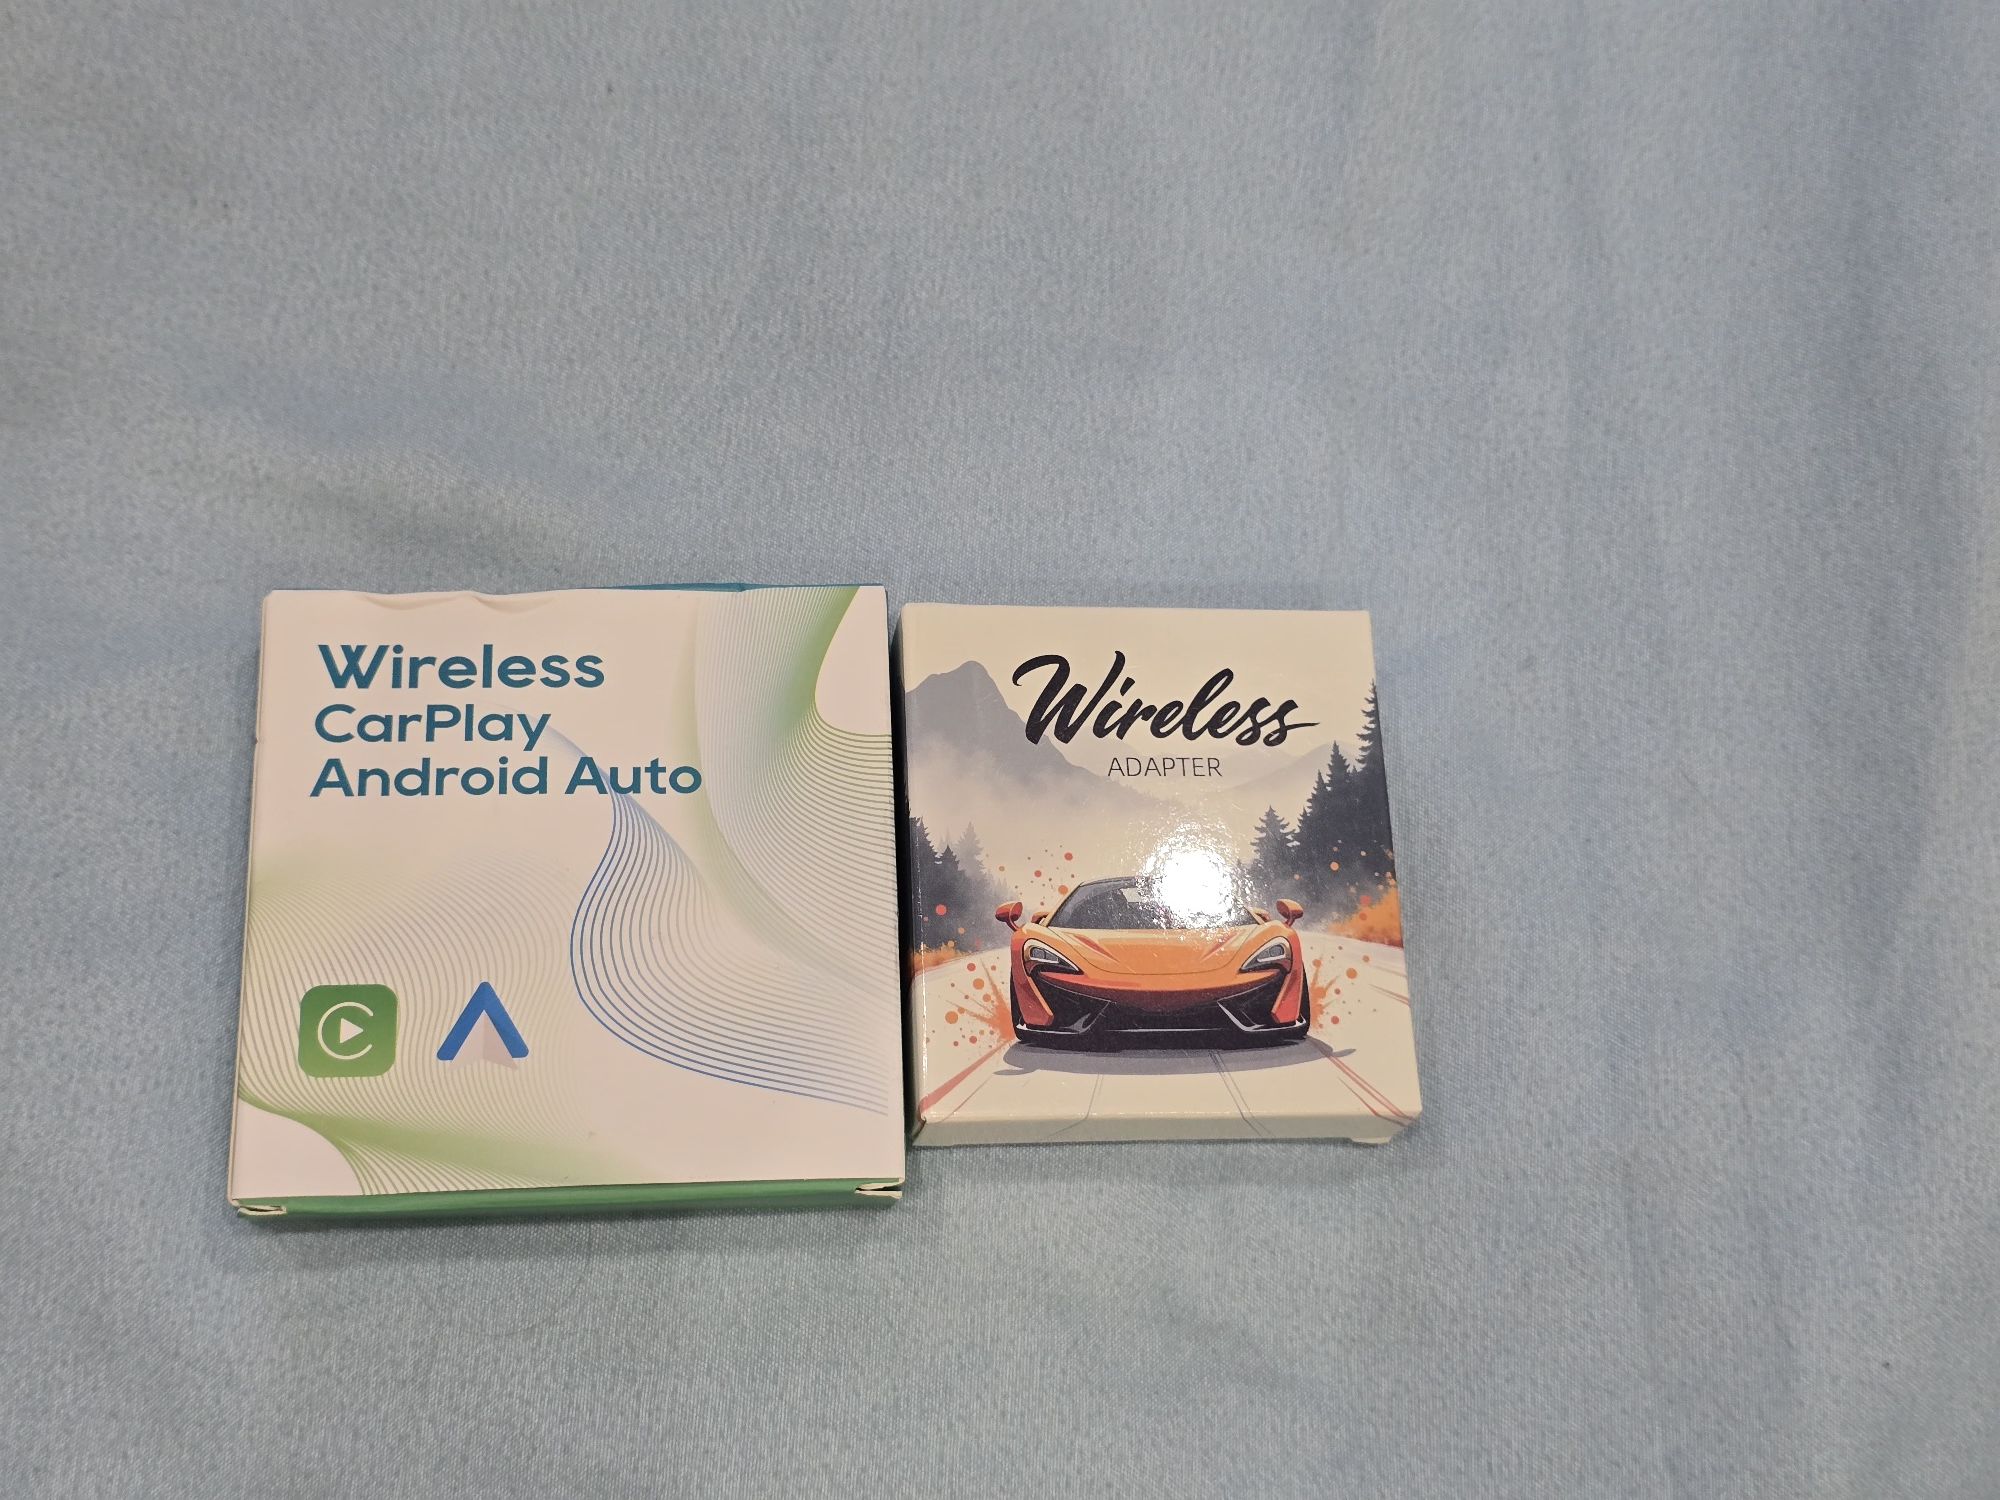 Wireless
CarPlay
Android Auto
Wireless
ADAPTER